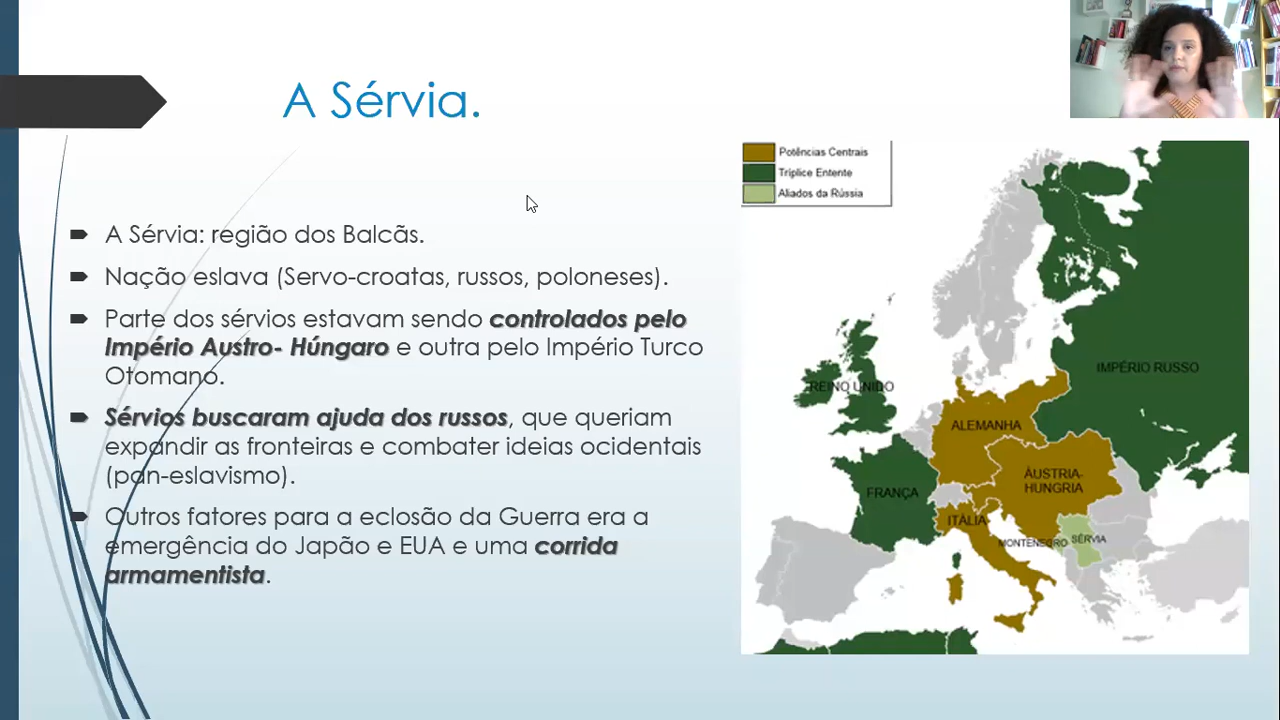 A Sérvia.
A Sérvia: região dos Balcãs.
Nação eslava (Servo-croatas, russos, poloneses).
Parte dos sérvios estavam sendo controlados pelo
Império Austro- Húngaro e outra pelo Império Turco
Otomano.
Sérvios buscaram ajuda dos russos, que queriam
expandir as fronteiras e combater ideias ocidentais
(pan-eslavismo).
Outros fatores para a eclosão da Guerra era a
emergência do Japão e EUA e uma corrida
armamentista.
Potências Centrais
Tríplice Entente
Aliados da Rússia
IMPÉRIO RUSSO
REINO UNIDO
ALEMANHA
ÁUSTRIA-
HUNGRIA
FRANÇA
ITÁLIA
MONTENEGRO
SÉRVIA